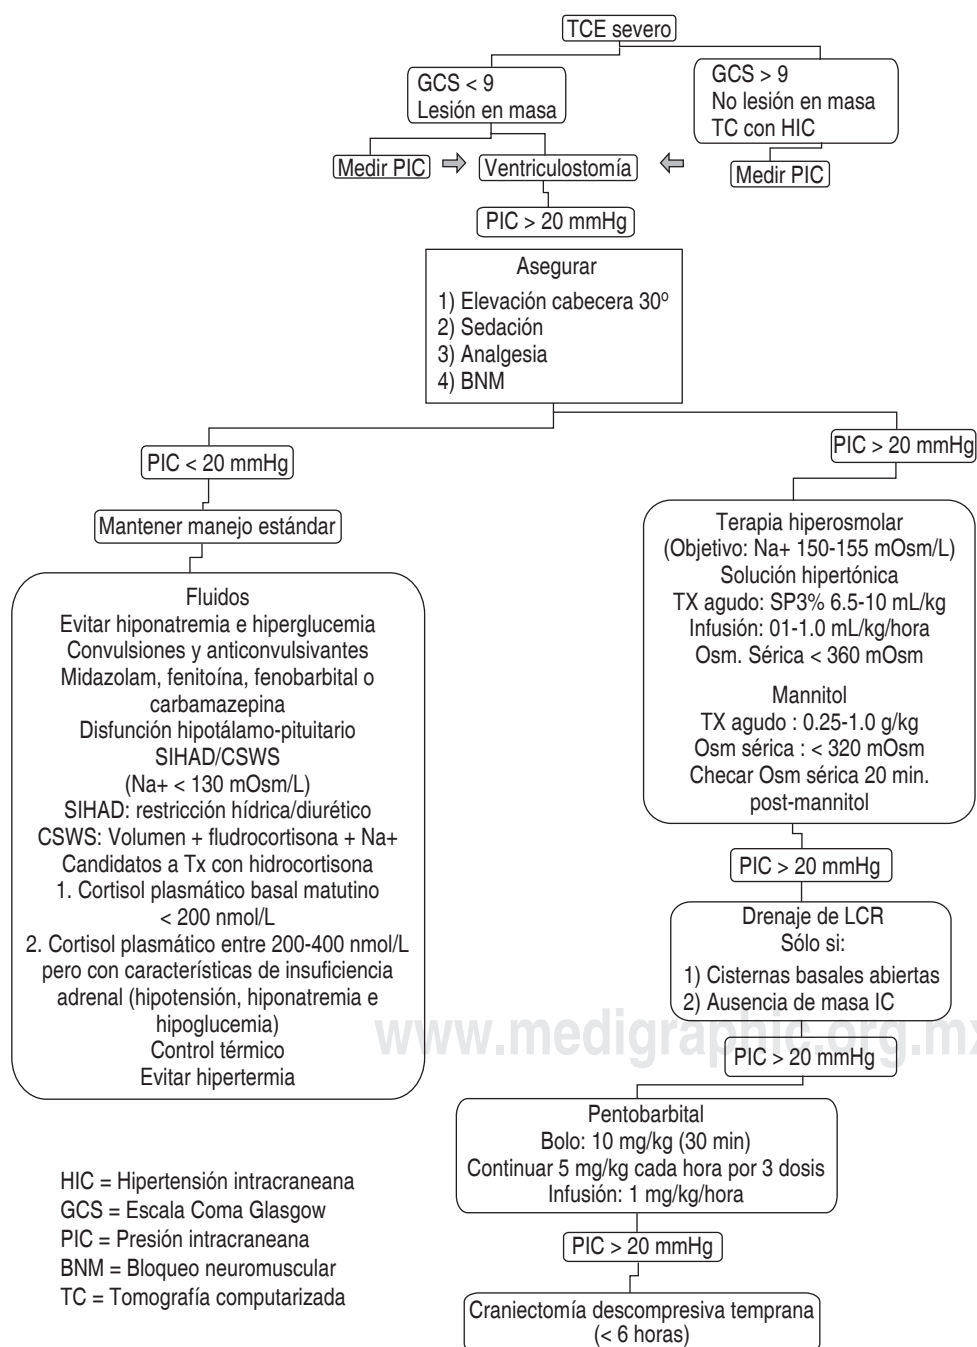 TCE severo
GCS < 9
Lesión en masa
GCS > 9
No lesión en masa
TC con HIC
Medir PIC
Ventriculostomía
Medir PIC
PIC > 20 mmHg
Asegurar
1) Elevación cabecera 30º
2) Sedación
3) Analgesia
4) BNM
PIC < 20 mmHg
Mantener manejo estándar
Fluidos
Evitar hiponatremia e hiperglucemia
Convulsiones y anticonvulsivantes
Midazolam, fenitoína, fenobarbital o
carbamazepina
Disfunción hipotálamo-pituitario
SIHAD/CSWS
(Na+ < 130 mOsm/L)
SIHAD: restricción hídrica/diurético
CSWS: Volumen + fludrocortisona + Na+
Candidatos a Tx con hidrocortisona
1. Cortisol plasmático basal matutino
< 200 nmol/L
2. Cortisol plasmático entre 200-400 nmol/L
pero con características de insuficiencia
adrenal (hipotensión, hiponatremia e
hipoglucemia)
Control térmico
Evitar hipertermia
PIC > 20 mmHg
Terapia hiperosmolar
(Objetivo: Na+ 150-155 mOsm/L)
Solución hipertónica
TX agudo: SP3% 6.5-10 mL/kg
Infusión: 01-1.0 mL/kg/hora
Osm. Sérica < 360 mOsm
Mannitol
TX agudo : 0.25-1.0 g/kg
Osm sérica : < 320 mOsm
Checar Osm sérica 20 min.
post-mannitol
PIC > 20 mmHg
Drenaje de LCR
Sólo si:
1) Cisternas basales abiertas
2) Ausencia de masa IC
www.medigraphic.org.mx
PIC > 20 mmHg
Pentobarbital
Bolo: 10 mg/kg (30 min)
Continuar 5 mg/kg cada hora por 3 dosis
Infusión: 1 mg/kg/hora
PIC > 20 mmHg
Craniectomía descompresiva temprana
(< 6 horas)
HIC = Hipertensión intracraneana
GCS = Escala Coma Glasgow
PIC = Presión intracraneana
BNM = Bloqueo neuromuscular
TC = Tomografía computarizada